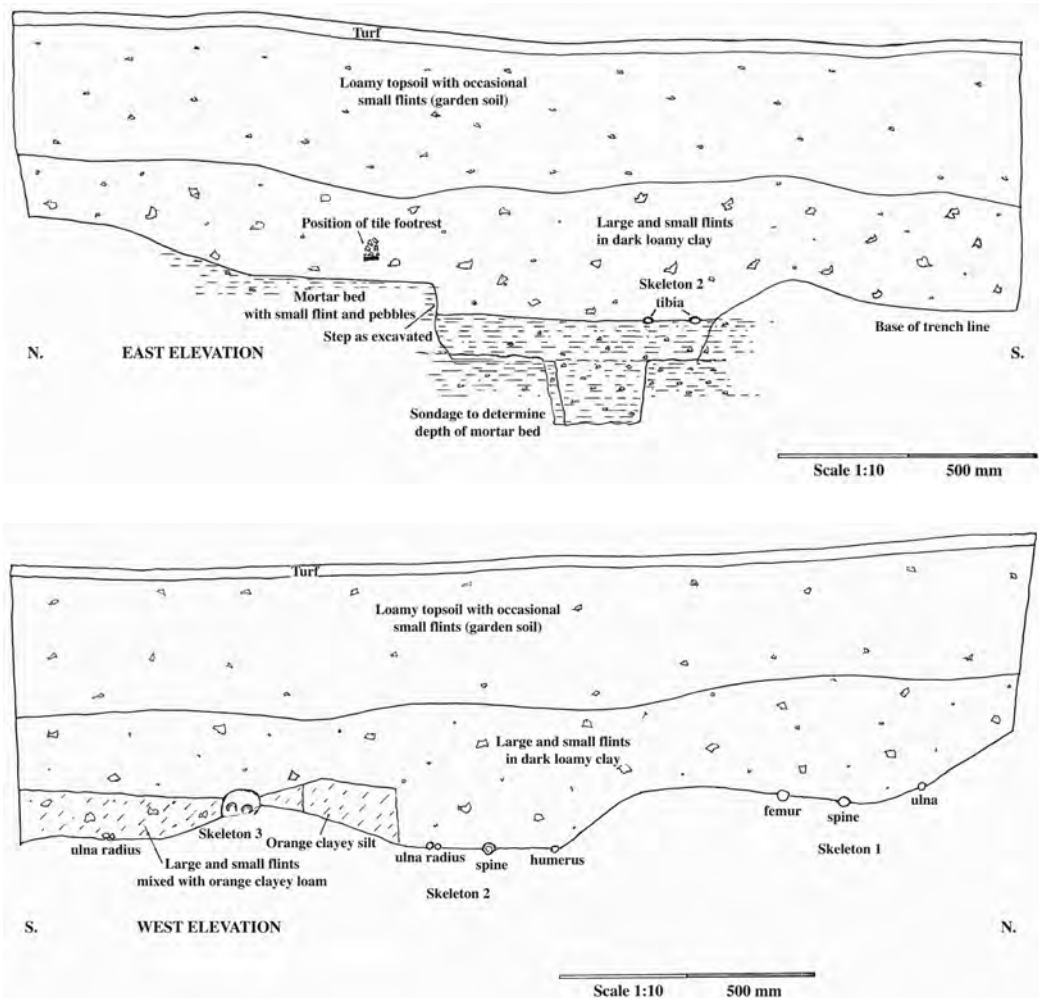 Turf
Loamy topsoil with occasional
small flints (garden soil)
Position of tile footrest
Large and small flints
in dark loamy clay
Skeleton 2
tibia
Mortar bed
with small flint and pebbles
Step as excavated
Base of trench line
N.
EAST ELEVATION
S.
Sondage to determine
depth of mortar bed
Scale 1:10
500 mm
Turf
Loamy topsoil with occasional
small flints (garden soil)
Large and small flints
in dark loamy clay
ulna
femur
spine
Skeleton 3
Orange clayey silt
Skeleton 1
ulna radius
ulna radius
spine
humerus
Large and small flints
mixed with orange clayey loam
Skeleton 2
S.
WEST ELEVATION
N.
Scale 1:10
500 mm